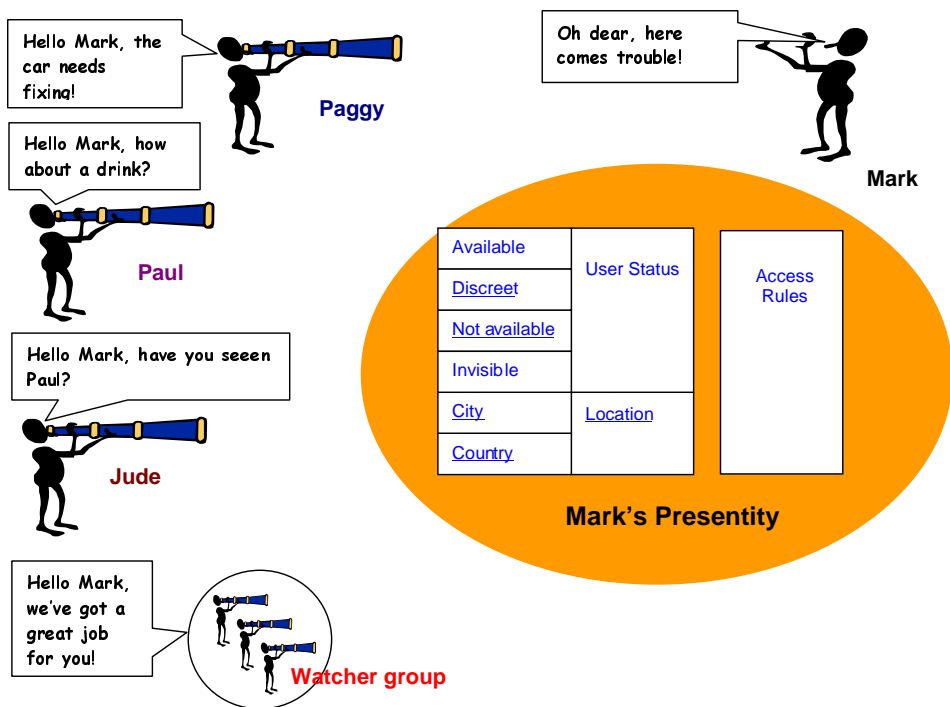 Hello Mark, the
car needs
fixing!
Paggy
Oh dear, here
comes trouble!
Mark
Hello Mark, how
about a drink?
Paul
Hello Mark, have you seeen
Paul?
Jude
Hello Mark,
we've got a
great job
for you!
Watcher group
Available
Discreet
Not available
Invisible
City
Country
User Status
Location
Access
Rules
Mark's Presentity